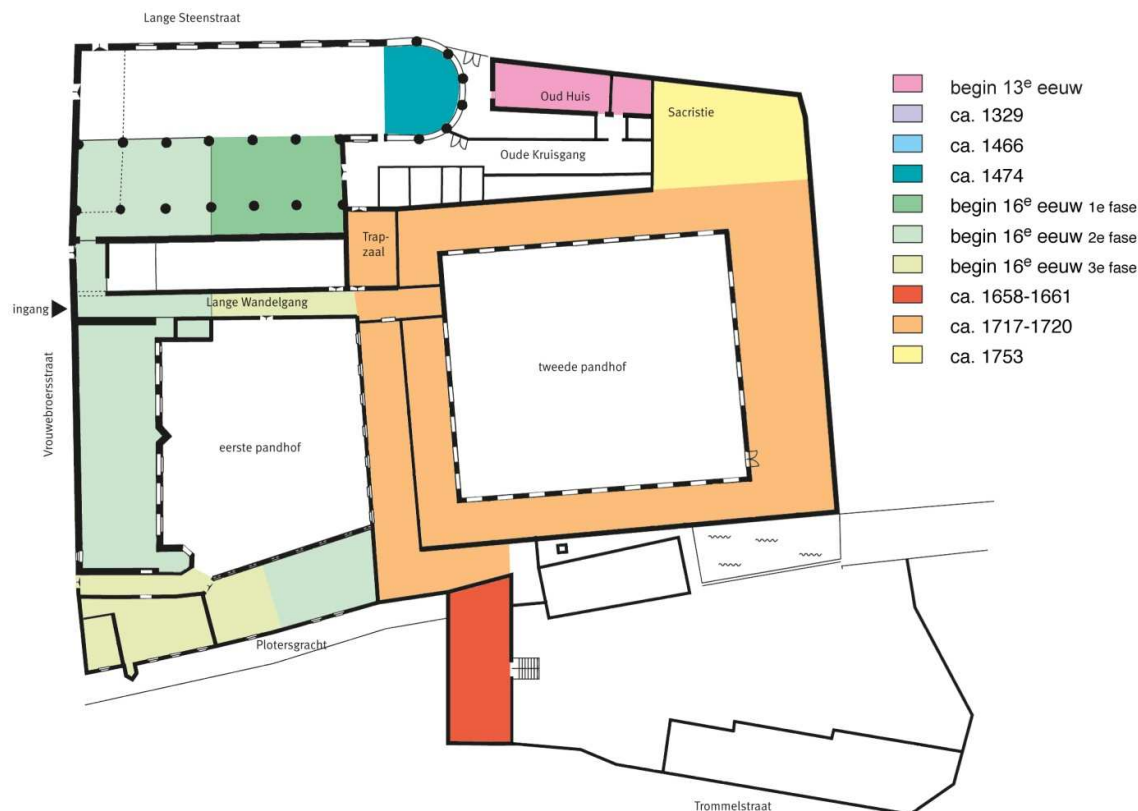 Lange Steenstraat
Oud Huis
Sacristie
Oude Kruisgang
Trap-
zaal
ingang
Lange Wandelgang
Vrouwebroersstraat
eerste pandhof
tweede pandhof
Plotersgracht
Trommelstraat
begin 13e eeuw
ca. 1329
ca. 1466
ca. 1474
begin 16e eeuw 1e fase
begin 16e eeuw 2e fase
begin 16e eeuw 3e fase
ca. 1658-1661
ca. 1717-1720
ca. 1753